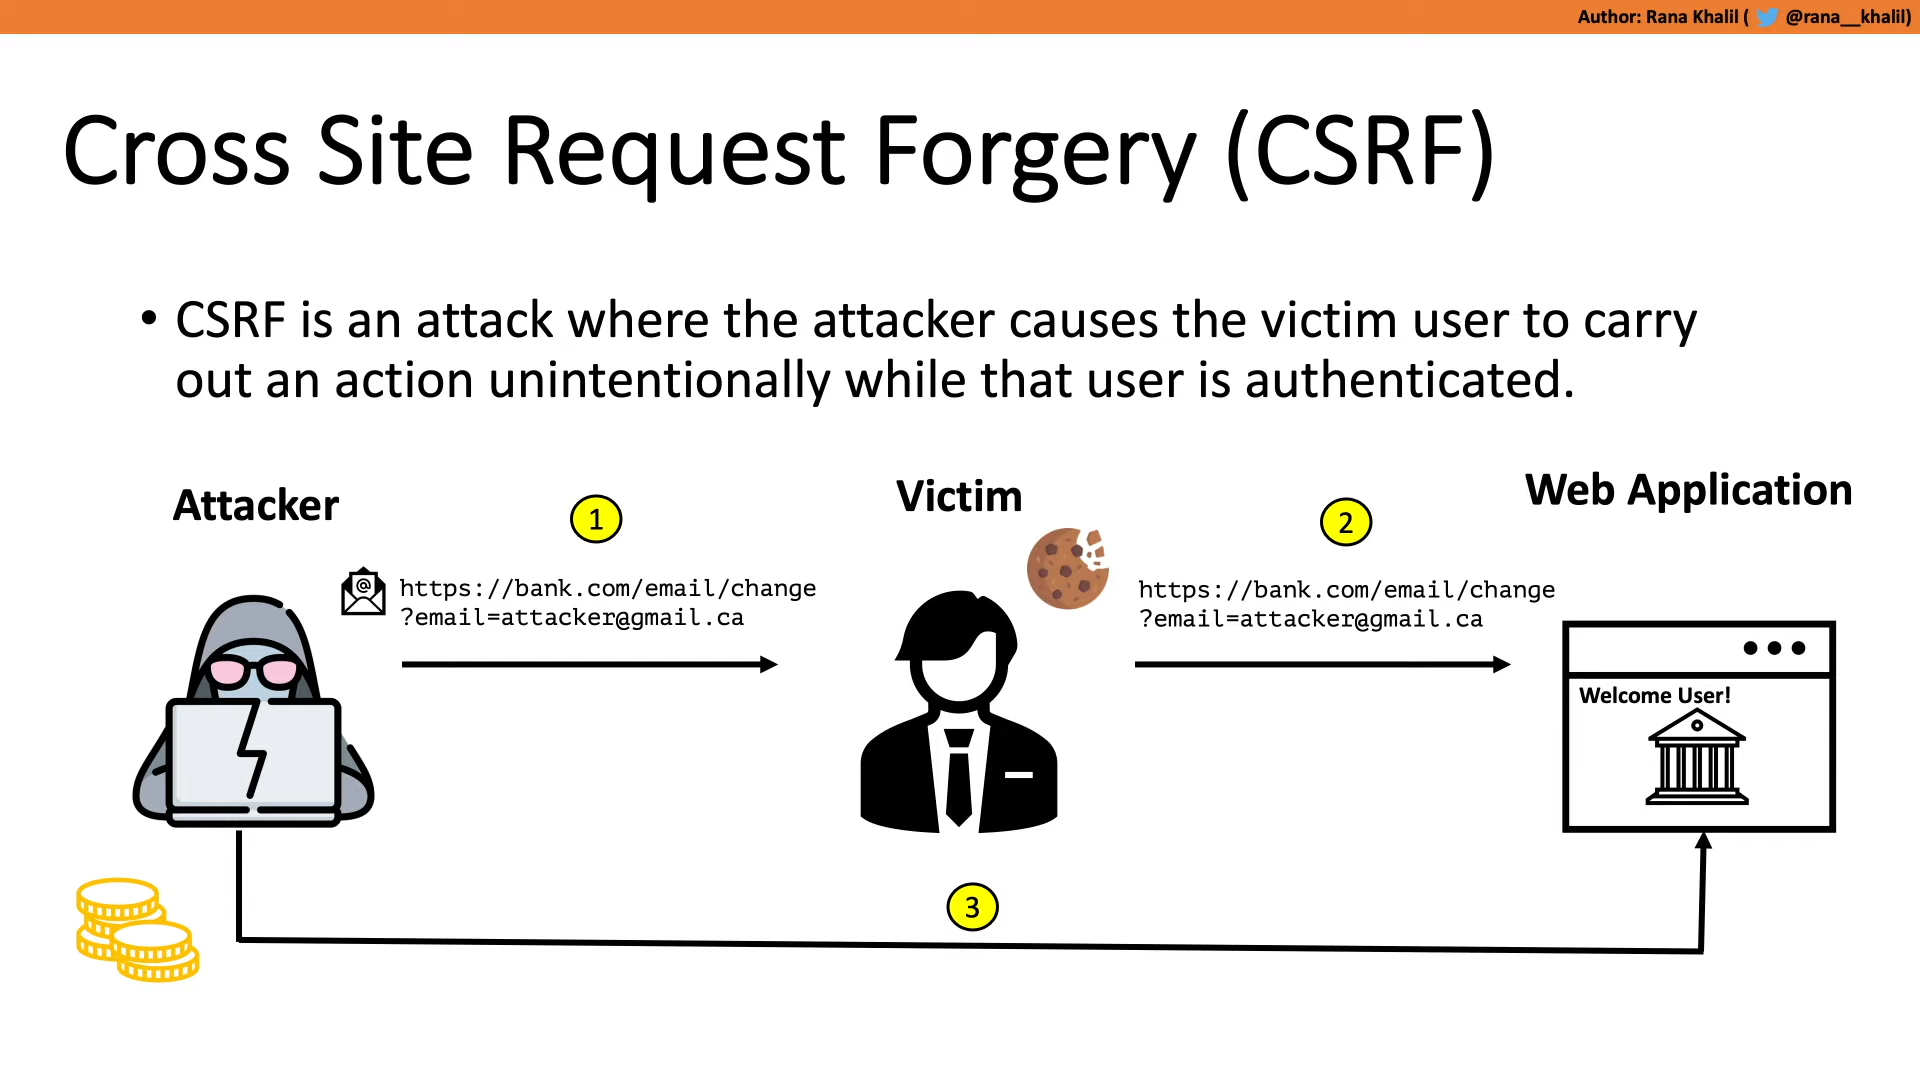 Author: Rana Khalil ( @rana__khalil)
Cross Site Request Forgery (CSRF)
• CSRF is an attack where the attacker causes the victim user to carry
out an action unintentionally while that user is authenticated.
Attacker
1
https://bank.com/email/change
?email=attacker@gmail.ca
Victim
2
https://bank.com/email/change
?email=attacker@gmail.ca
Web Application
Welcome User!
3